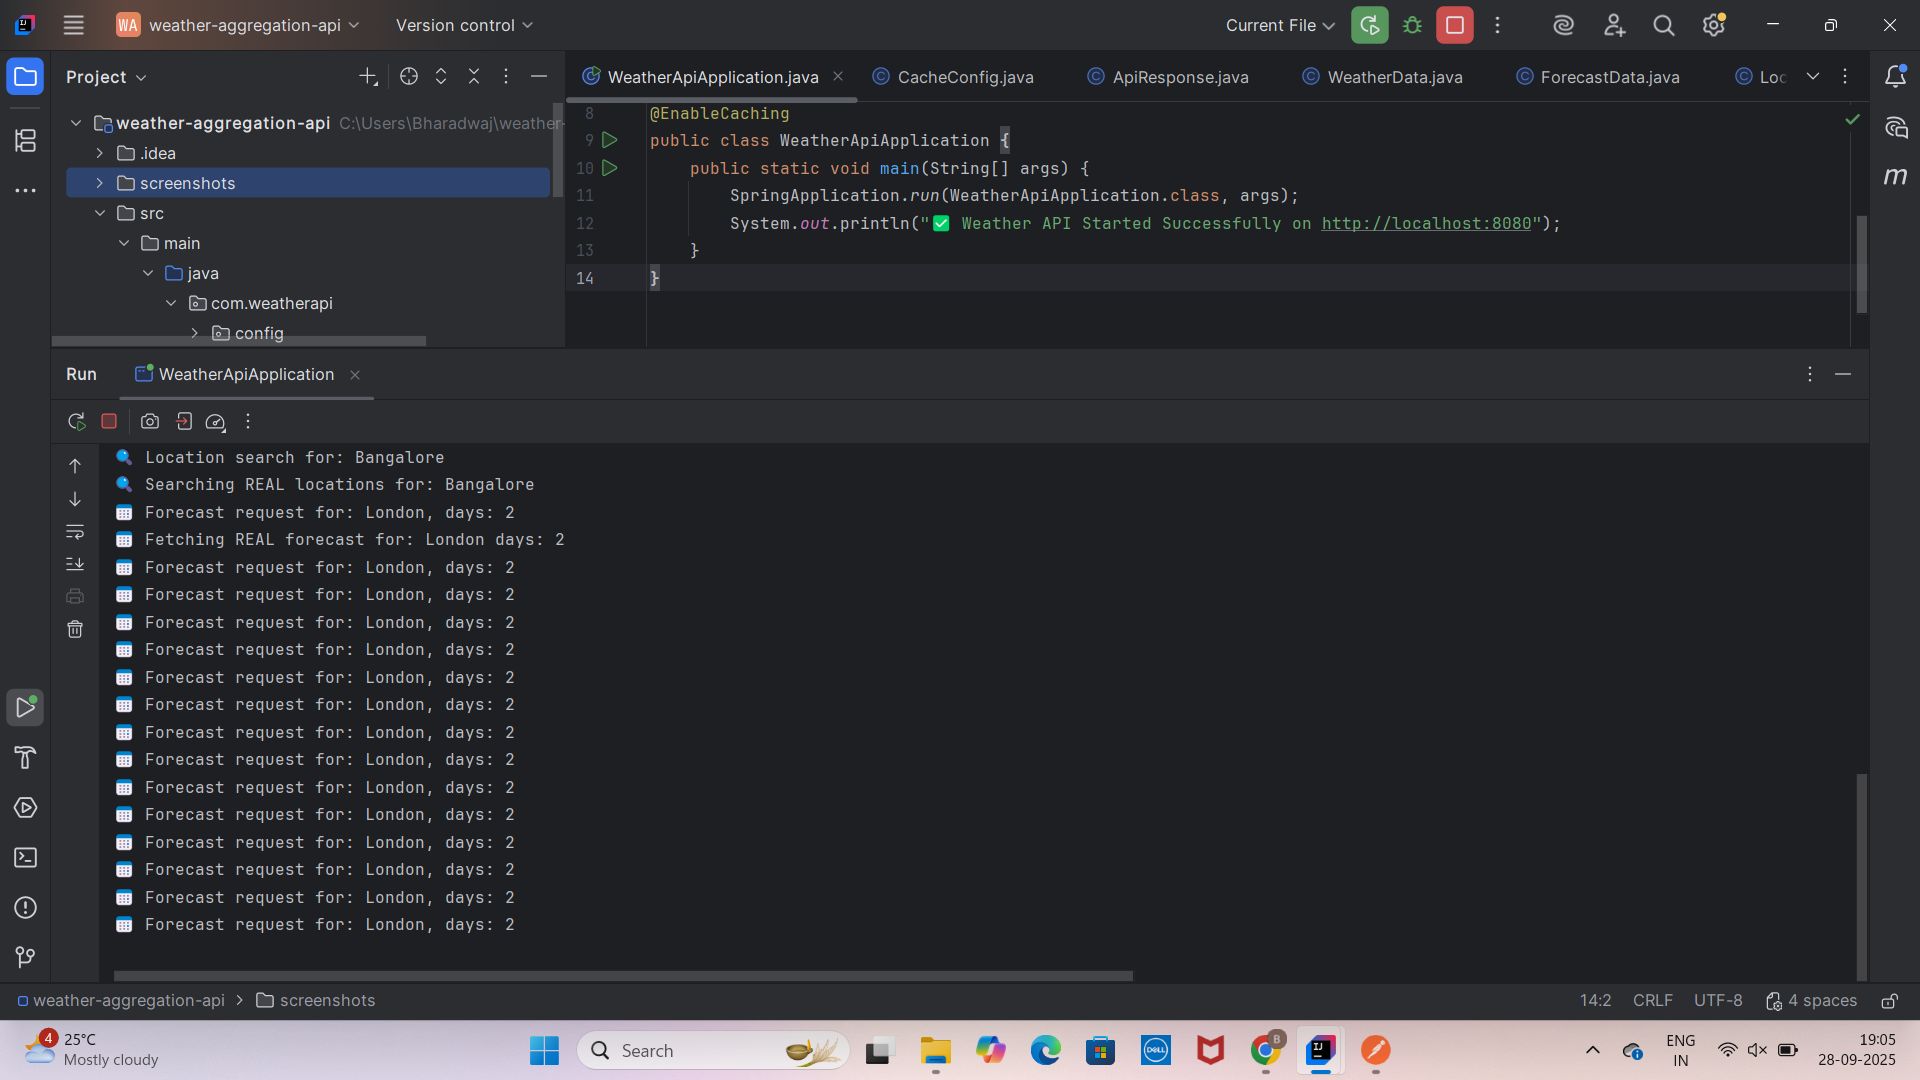 WA weather-aggregation-api
Version control
Current File
Project
weather-aggregation-api C:\Users\Bharadwaj\weather-
.idea
screenshots
src
main
java
com.weatherapi
config
WeatherApiApplication.java
CacheConfig.java
ApiResponse.java
WeatherData.java
ForecastData.java
Loc
8 @EnableCaching
9 public class WeatherApiApplication {
10 public static void main(String[] args) {
11 SpringApplication.run(WeatherApiApplication.class, args);
12 System.out.println("✅ Weather API Started Successfully on http://localhost:8080");
13 }
14 }
Run
WeatherApiApplication
🔍 Location search for: Bangalore
🔍 Searching REAL locations for: Bangalore
📅 Forecast request for: London, days: 2
📅 Fetching REAL forecast for: London days: 2
📅 Forecast request for: London, days: 2
📅 Forecast request for: London, days: 2
📅 Forecast request for: London, days: 2
📅 Forecast request for: London, days: 2
📅 Forecast request for: London, days: 2
📅 Forecast request for: London, days: 2
📅 Forecast request for: London, days: 2
📅 Forecast request for: London, days: 2
📅 Forecast request for: London, days: 2
📅 Forecast request for: London, days: 2
📅 Forecast request for: London, days: 2
📅 Forecast request for: London, days: 2
📅 Forecast request for: London, days: 2
📅 Forecast request for: London, days: 2
weather-aggregation-api > screenshots
14:2 CRLF UTF-8 4 spaces
4
25°C
Mostly cloudy
Search
DELL
B
IJ
ENG
IN
19:05
28-09-2025